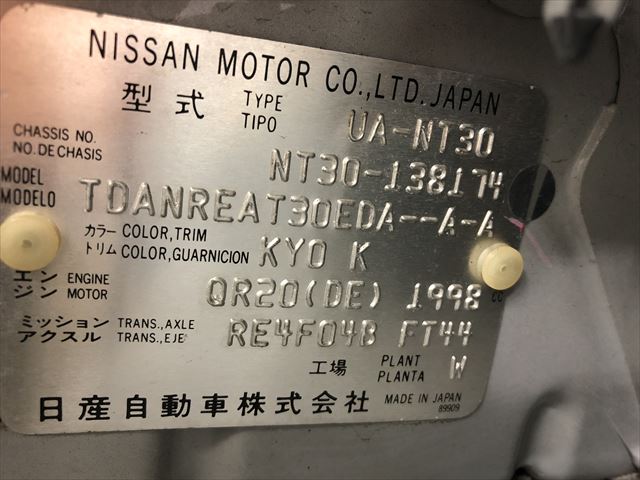 NISSAN MOTOR CO.,LTD. JAPAN
型式 TYPE TIPO UA-NT30
CHASSIS NO. NO. DE CHASIS NT30-138174
MODEL MODELO TDANREAT30EDA--A-A
カラー COLOR, TRIM
トリム COLOR, GUARNICION KY0 K
エンジン ENGINE MOTOR QR20(DE) 1998 cc
ミッション TRANS., AXLE
アクスル TRANS., EJE RE4F04B FT44
工場 PLANT PLANTA W
日産自動車株式会社 MADE IN JAPAN
89909